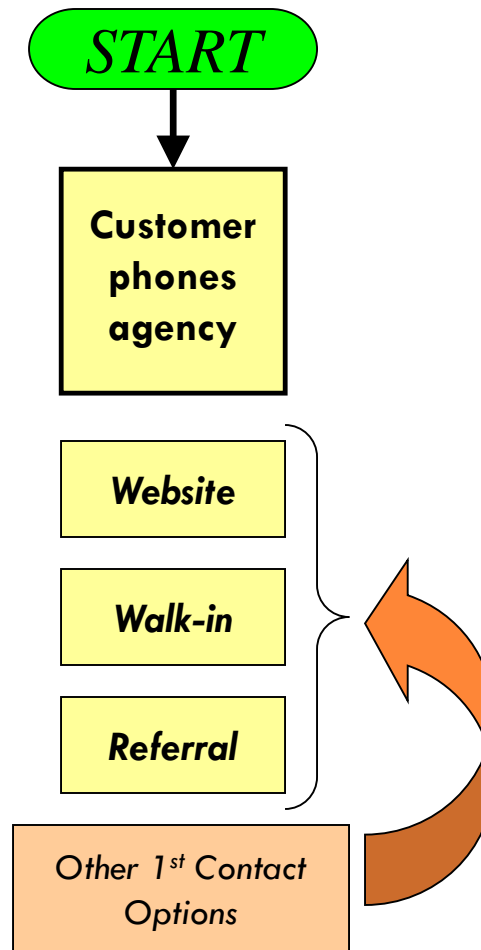 START
Customer
phones
agency
Website
Walk-in
Referral
Other 1st Contact
Options